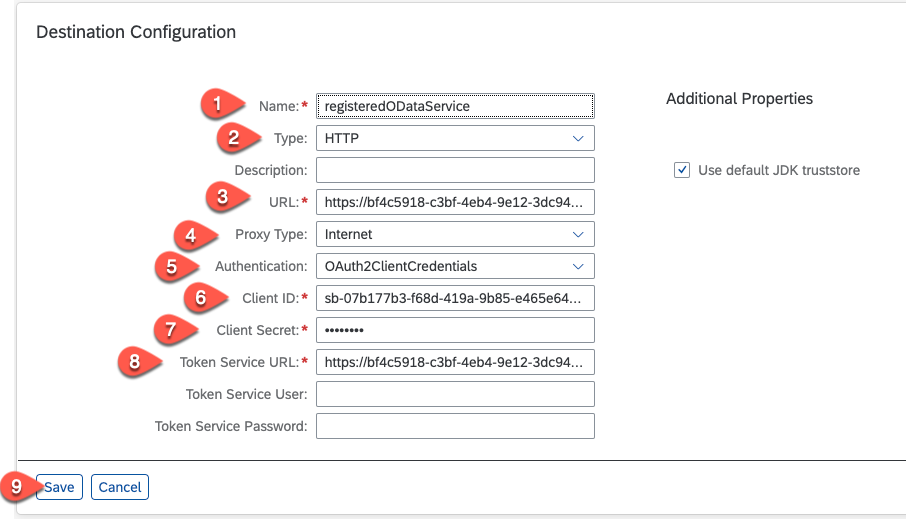 Destination Configuration
1 Name:* registeredODataService
Additional Properties
2 Type: HTTP
Description:
Use default JDK truststore
3 URL:* https://bf4c5918-c3bf-4eb4-9e12-3dc94...
4 Proxy Type: Internet
5 Authentication: OAuth2ClientCredentials
6 Client ID:* sb-07b177b3-f68d-419a-9b85-e465e64...
7 Client Secret:* ••••••••
8 Token Service URL:* https://bf4c5918-c3bf-4eb4-9e12-3dc94...
Token Service User:
Token Service Password:
9 Save Cancel